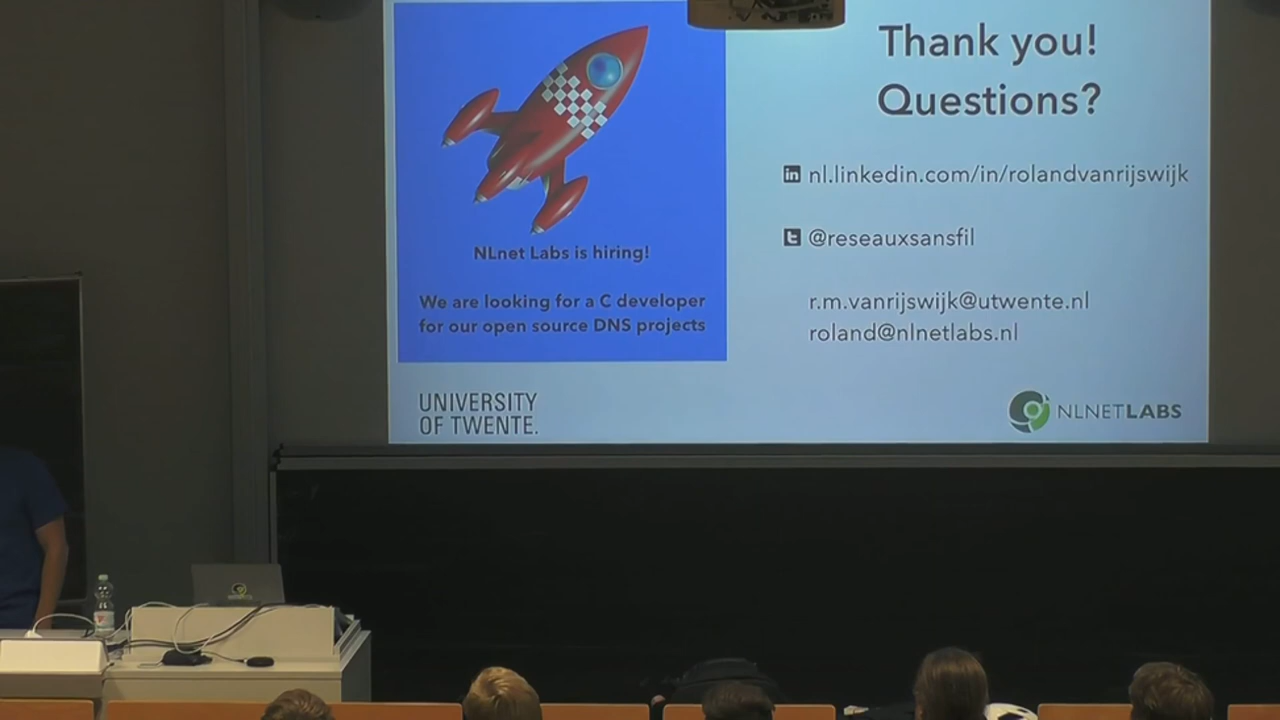 Thank you!
Questions?
nl.linkedin.com/in/rolandvanrijswijk
@reseauxsansfil
r.m.vanrijswijk@utwente.nl
roland@nlnetlabs.nl
NLnet Labs is hiring!
We are looking for a C developer
for our open source DNS projects
UNIVERSITY
OF TWENTE.
NLNETLABS